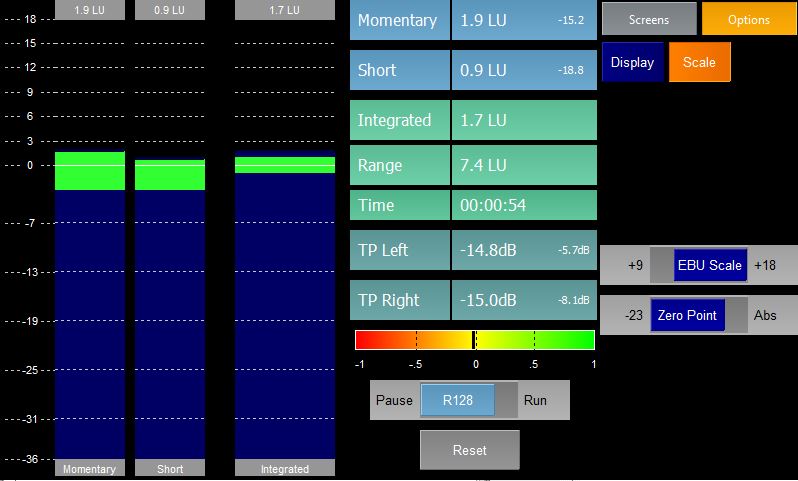 1.9 LU
0.9 LU
1.7 LU
18
15
12
9
6
3
0
-7
-13
-19
-25
-31
-36
Momentary
Short
Integrated
Momentary 1.9 LU -15.2
Short 0.9 LU -18.8
Integrated 1.7 LU
Range 7.4 LU
Time 00:00:54
TP Left -14.8dB -5.7dB
TP Right -15.0dB -8.1dB
-1 -.5 0 .5 1
Pause R128 Run
Reset
Screens Options
Display Scale
+9 EBU Scale +18
-23 Zero Point Abs